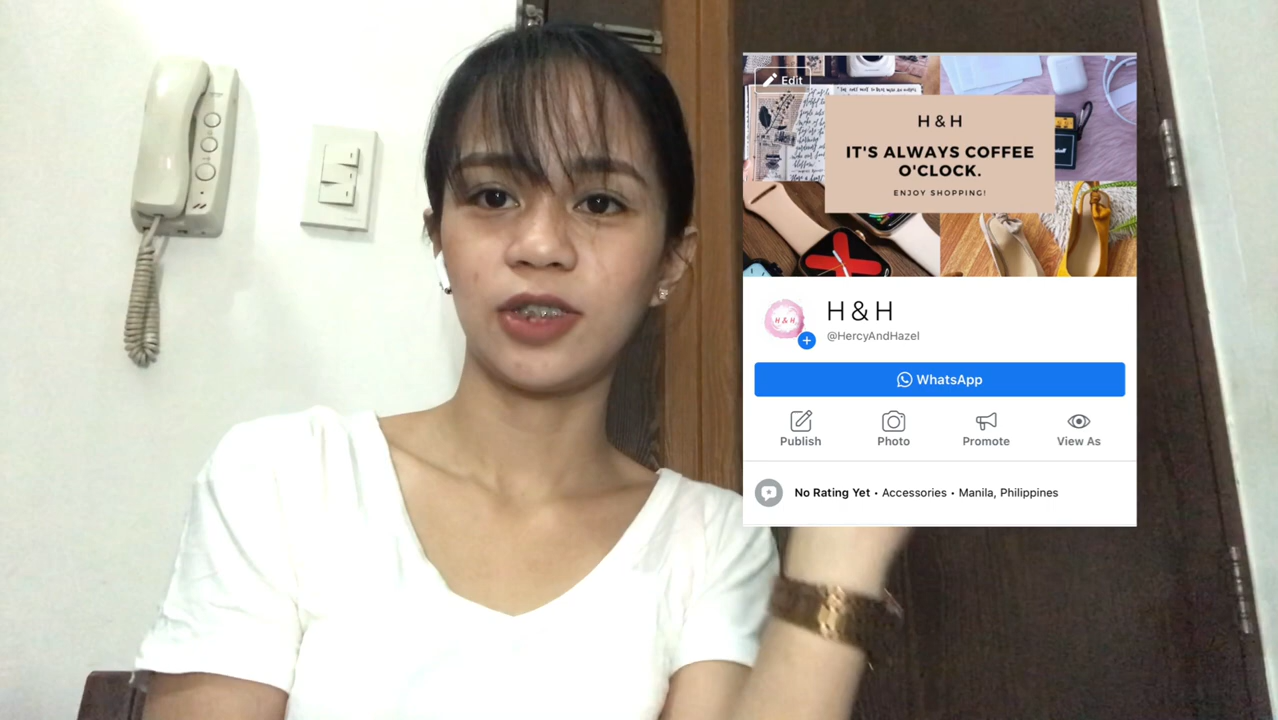 Edit
H & H
IT'S ALWAYS COFFEE
O'CLOCK.
ENJOY SHOPPING!
H & H
H & H
@HercyAndHazel
WhatsApp
Publish
Photo
Promote
View As
No Rating Yet • Accessories • Manila, Philippines